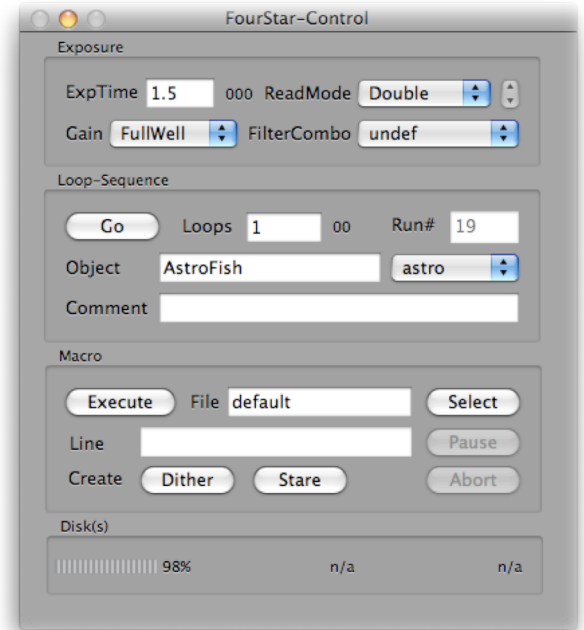 FourStar-Control
Exposure
ExpTime 1.5 000 ReadMode Double
Gain FullWell FilterCombo undef
Loop-Sequence
Go Loops 1 00 Run# 19
Object AstroFish astro
Comment
Macro
Execute File default Select
Line Pause
Create Dither Stare Abort
Disk(s)
98% n/a n/a